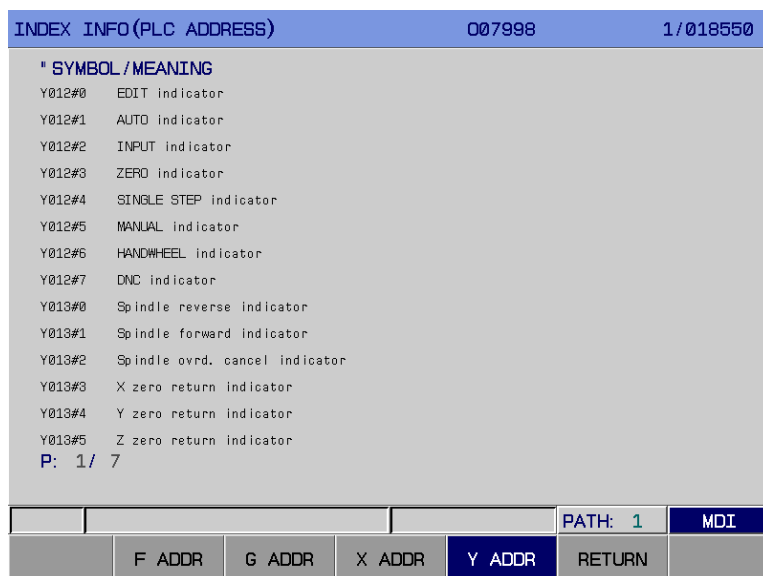 INDEX INFO(PLC ADDRESS) O07998 1/018550
" SYMBOL/MEANING
Y012#0 EDIT indicator
Y012#1 AUTO indicator
Y012#2 INPUT indicator
Y012#3 ZERO indicator
Y012#4 SINGLE STEP indicator
Y012#5 MANUAL indicator
Y012#6 HANDWHEEL indicator
Y012#7 DNC indicator
Y013#0 Spindle reverse indicator
Y013#1 Spindle forward indicator
Y013#2 Spindle ovrd. cancel indicator
Y013#3 X zero return indicator
Y013#4 Y zero return indicator
Y013#5 Z zero return indicator
P: 1/ 7
PATH: 1 MDI
F ADDR G ADDR X ADDR Y ADDR RETURN